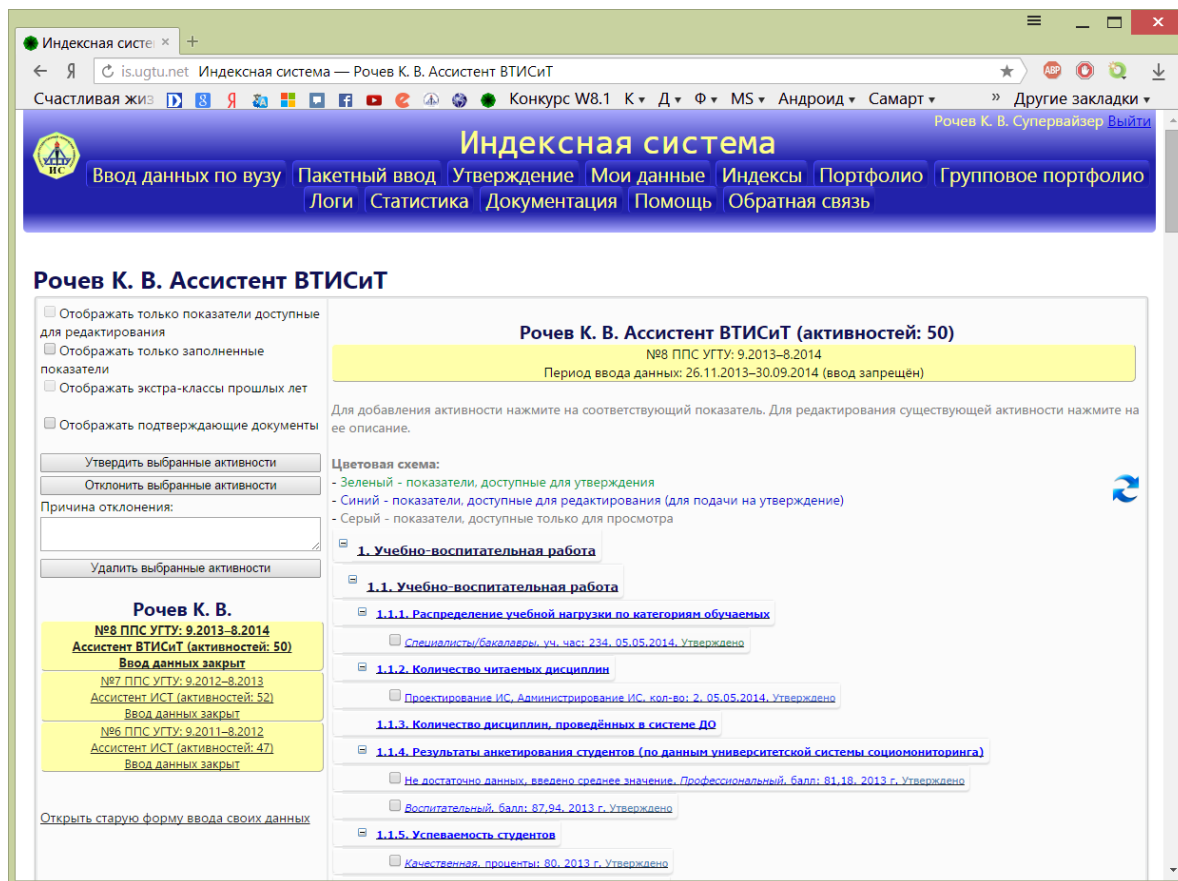 Индексная систе
is.ugtu.net Индексная система — Рочев К. В. Ассистент ВТИСиТ
ABP
Счастливая жиз
Конкурс W8.1 К Д Ф MS Андроид Самарт » Другие закладки
Рочев К. В. Супервайзер Выйти
ИС
Индексная система
Ввод данных по вузу Пакетный ввод Утверждение Мои данные Индексы Портфолио Групповое портфолио
Логи Статистика Документация Помощь Обратная связь
Рочев К. В. Ассистент ВТИСиТ
Отображать только показатели доступные
для редактирования
Отображать только заполненные
показатели
Отображать экстра-классы прошлых лет
Отображать подтверждающие документы
Утвердить выбранные активности
Отклонить выбранные активности
Причина отклонения:
Удалить выбранные активности
Рочев К. В.
№8 ППС УГТУ: 9.2013–8.2014
Ассистент ВТИСиТ (активностей: 50)
Ввод данных закрыт
№7 ППС УГТУ: 9.2012–8.2013
Ассистент ИСТ (активностей: 52)
Ввод данных закрыт
№6 ППС УГТУ: 9.2011–8.2012
Ассистент ИСТ (активностей: 47)
Ввод данных закрыт
Открыть старую форму ввода своих данных
Рочев К. В. Ассистент ВТИСиТ (активностей: 50)
№8 ППС УГТУ: 9.2013–8.2014
Период ввода данных: 26.11.2013–30.09.2014 (ввод запрещён)
Для добавления активности нажмите на соответствующий показатель. Для редактирования существующей активности нажмите на
ее описание.
Цветовая схема:
- Зеленый - показатели, доступные для утверждения
- Синий - показатели, доступные для редактирования (для подачи на утверждение)
- Серый - показатели, доступные только для просмотра
1. Учебно-воспитательная работа
1.1. Учебно-воспитательная работа
1.1.1. Распределение учебной нагрузки по категориям обучаемых
Специалисты/бакалавры, уч. час: 234, 05.05.2014, Утверждено
1.1.2. Количество читаемых дисциплин
Проектирование ИС, Администрирование ИС, кол-во: 2, 05.05.2014, Утверждено
1.1.3. Количество дисциплин, проведённых в системе ДО
1.1.4. Результаты анкетирования студентов (по данным университетской системы социомониторинга)
Не достаточно данных, введено среднее значение, Профессиональный, балл: 81,18, 2013 г, Утверждено
Воспитательный, балл: 87,94, 2013 г, Утверждено
1.1.5. Успеваемость студентов
Качественная, проценты: 80, 2013 г, Утверждено